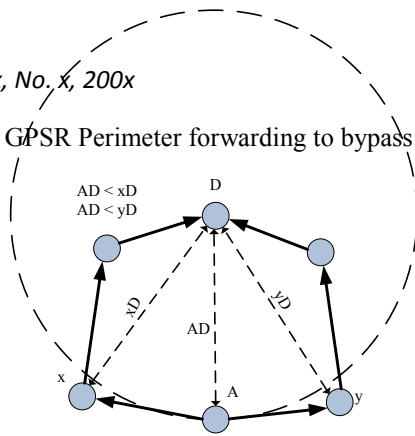 , No. x, 200x
GPSR Perimeter forwarding to bypass
D
AD < xD
AD < yD
xD
yD
AD
x
A
y